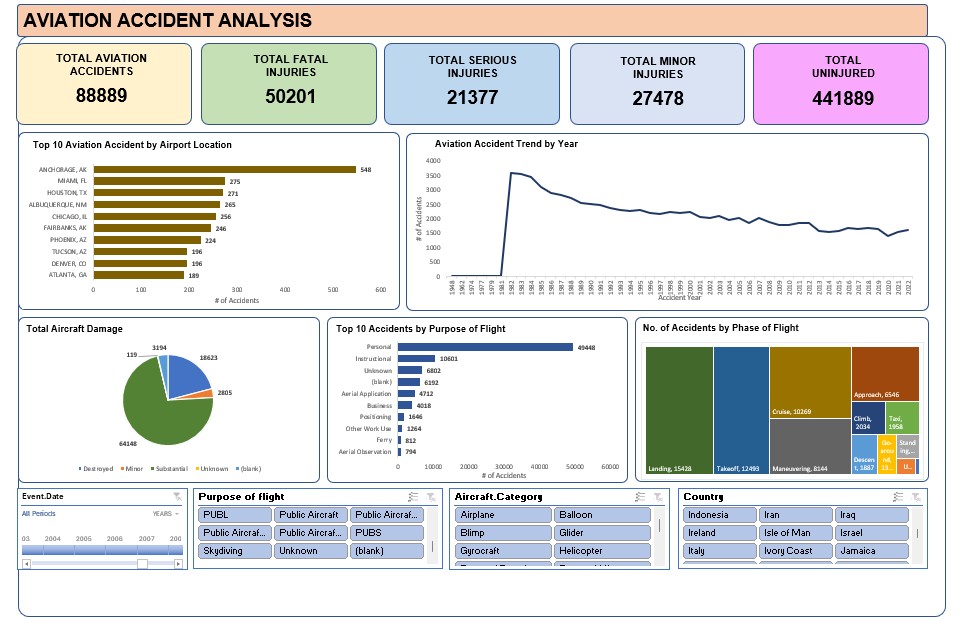 AVIATION ACCIDENT ANALYSIS
TOTAL AVIATION
ACCIDENTS
88889
TOTAL FATAL
INJURIES
50201
TOTAL SERIOUS
INJURIES
21377
TOTAL MINOR
INJURIES
27478
TOTAL
UNINJURED
441889
Top 10 Aviation Accident by Airport Location
ANCHORAGE, AK 548
MIAMI, FL 275
HOUSTON, TX 271
ALBUQUERQUE, NM 265
CHICAGO, IL 256
FAIRBANKS, AK 246
PHOENIX, AZ 224
TUCSON, AZ 196
DENVER, CO 196
ATLANTA, GA 189
0 100 200 300 400 500 600
# of Accidents
Aviation Accident Trend by Year
4000
3500
3000
2500
2000
1500
1000
500
0
# of Accidents
1948 1962 1974 1977 1979 1981 1982 1983 1984 1985 1986 1987 1988 1989 1990 1991 1992 1993 1994 1995 1996 1997 1998 1999 2000 2001 2002 2003 2004 2005 2006 2007 2008 2009 2010 2011 2012 2013 2014 2015 2016 2017 2018 2019 2020 2021 2022
Accident Year
Total Aircraft Damage
3194
119
18623
2805
64148
Destroyed Minor Substantial Unknown (blank)
Top 10 Accidents by Purpose of Flight
Personal 49448
Instructional 10601
Unknown 6802
(blank) 6192
Aerial Application 4712
Business 4018
Positioning 1646
Other Work Use 1264
Ferry 812
Aerial Observation 794
0 10000 20000 30000 40000 50000 60000
# of Accidents
No. of Accidents by Phase of Flight
Landing, 15428
Takeoff, 12493
Cruise, 10269
Maneuvering, 8144
Approach, 6546
Climb,
2034
Taxi,
1958
Descen
t, 1887
Go-
arou
nd,
13...
Stand
ing,...
U...
Event.Date
All Periods YEARS
03 2004 2005 2006 2007 200
Purpose of flight
PUBL Public Aircraft Public Aircraf...
Public Aircraf... Public Aircraf... PUBS
Skydiving Unknown (blank)
Aircraft.Category
Airplane Balloon
Blimp Glider
Gyrocraft Helicopter
Country
Indonesia Iran Iraq
Ireland Isle of Man Israel
Italy Ivory Coast Jamaica